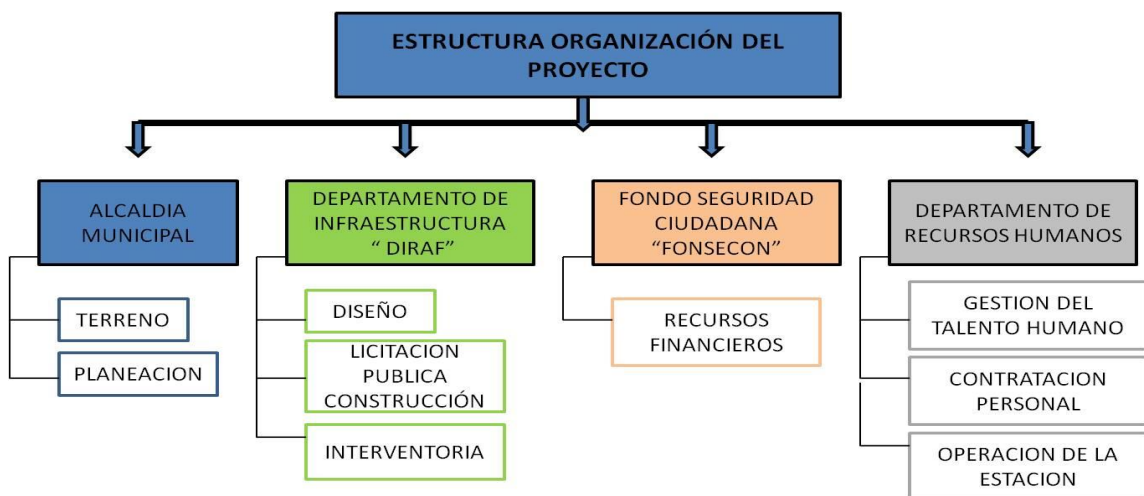 ESTRUCTURA ORGANIZACIÓN DEL
PROYECTO
ALCALDIA
MUNICIPAL
TERRENO
PLANEACION
DEPARTAMENTO DE
INFRAESTRUCTURA
“ DIRAF”
DISEÑO
LICITACION
PUBLICA
CONSTRUCCIÓN
INTERVENTORIA
FONDO SEGURIDAD
CIUDADANA
“FONSECON”
RECURSOS
FINANCIEROS
DEPARTAMENTO DE
RECURSOS HUMANOS
GESTION DEL
TALENTO HUMANO
CONTRATACION
PERSONAL
OPERACION DE LA
ESTACION